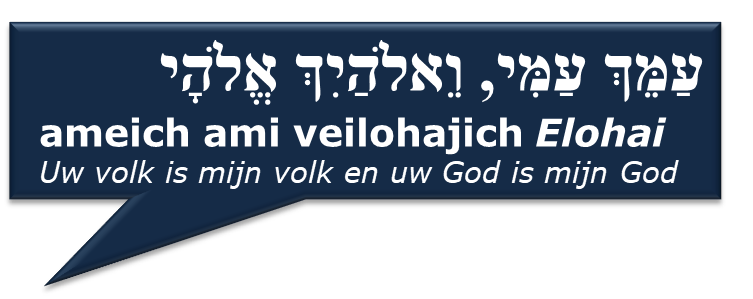 עַמֵּךְ עַמִּי, וֵאלֹהַיִךְ אֱלֹהָי
ameich ami veilohajich Elohai
Uw volk is mijn volk en uw God is mijn God